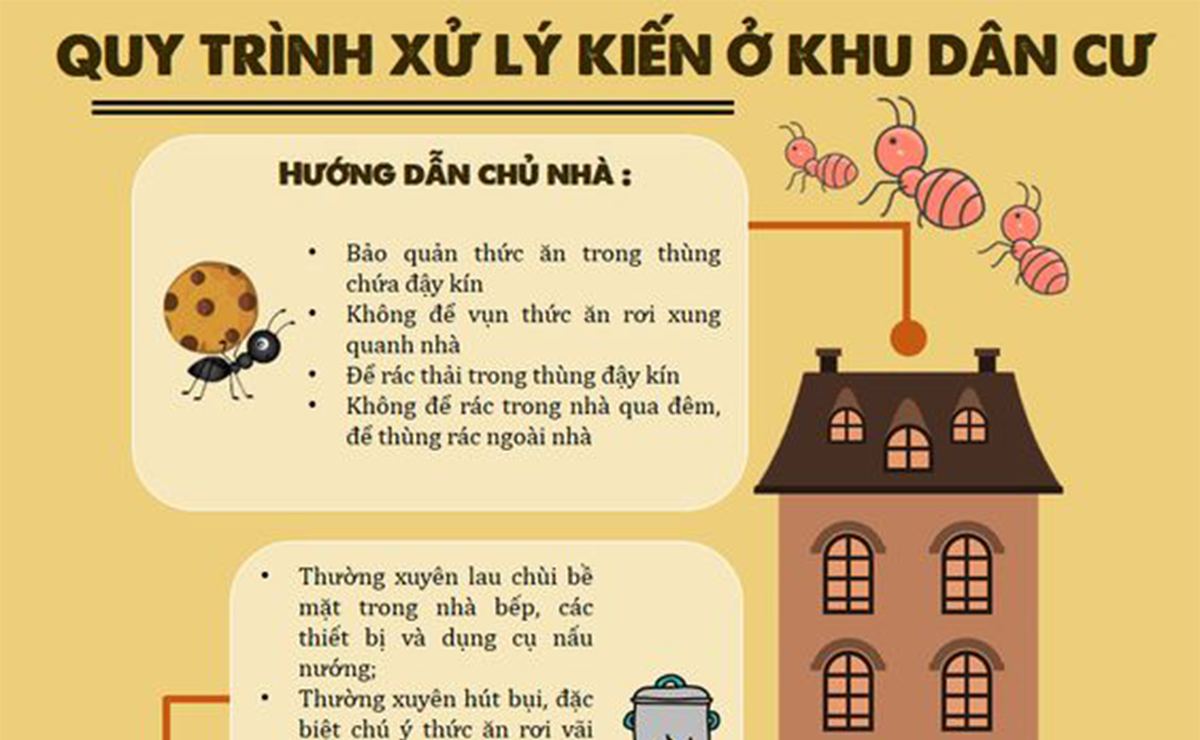 QUY TRÌNH XỬ LÝ KIẾN Ở KHU DÂN CƯ
HƯỚNG DẪN CHỦ NHÀ :
• Bảo quản thức ăn trong thùng
chứa đậy kín
• Không để vụn thức ăn rơi xung
quanh nhà
• Để rác thải trong thùng đậy kín
• Không để rác trong nhà qua đêm,
để thùng rác ngoài nhà
• Thường xuyên lau chùi bề
mặt trong nhà bếp, các
thiết bị và dụng cụ nấu
nướng;
• Thường xuyên hút bụi, đặc
biệt chú ý thức ăn rơi vãi